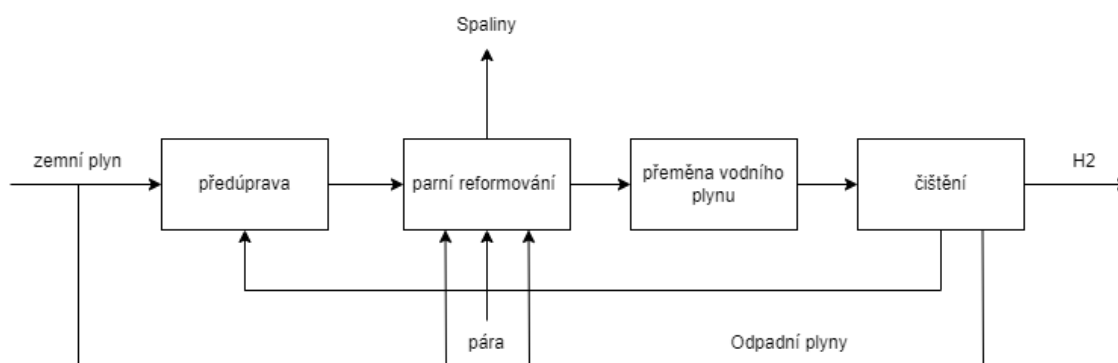 Spaliny
zemní plyn
předúprava
parní reformování
přeměna vodního
plynu
čištění
H2
pára
Odpadní plyny